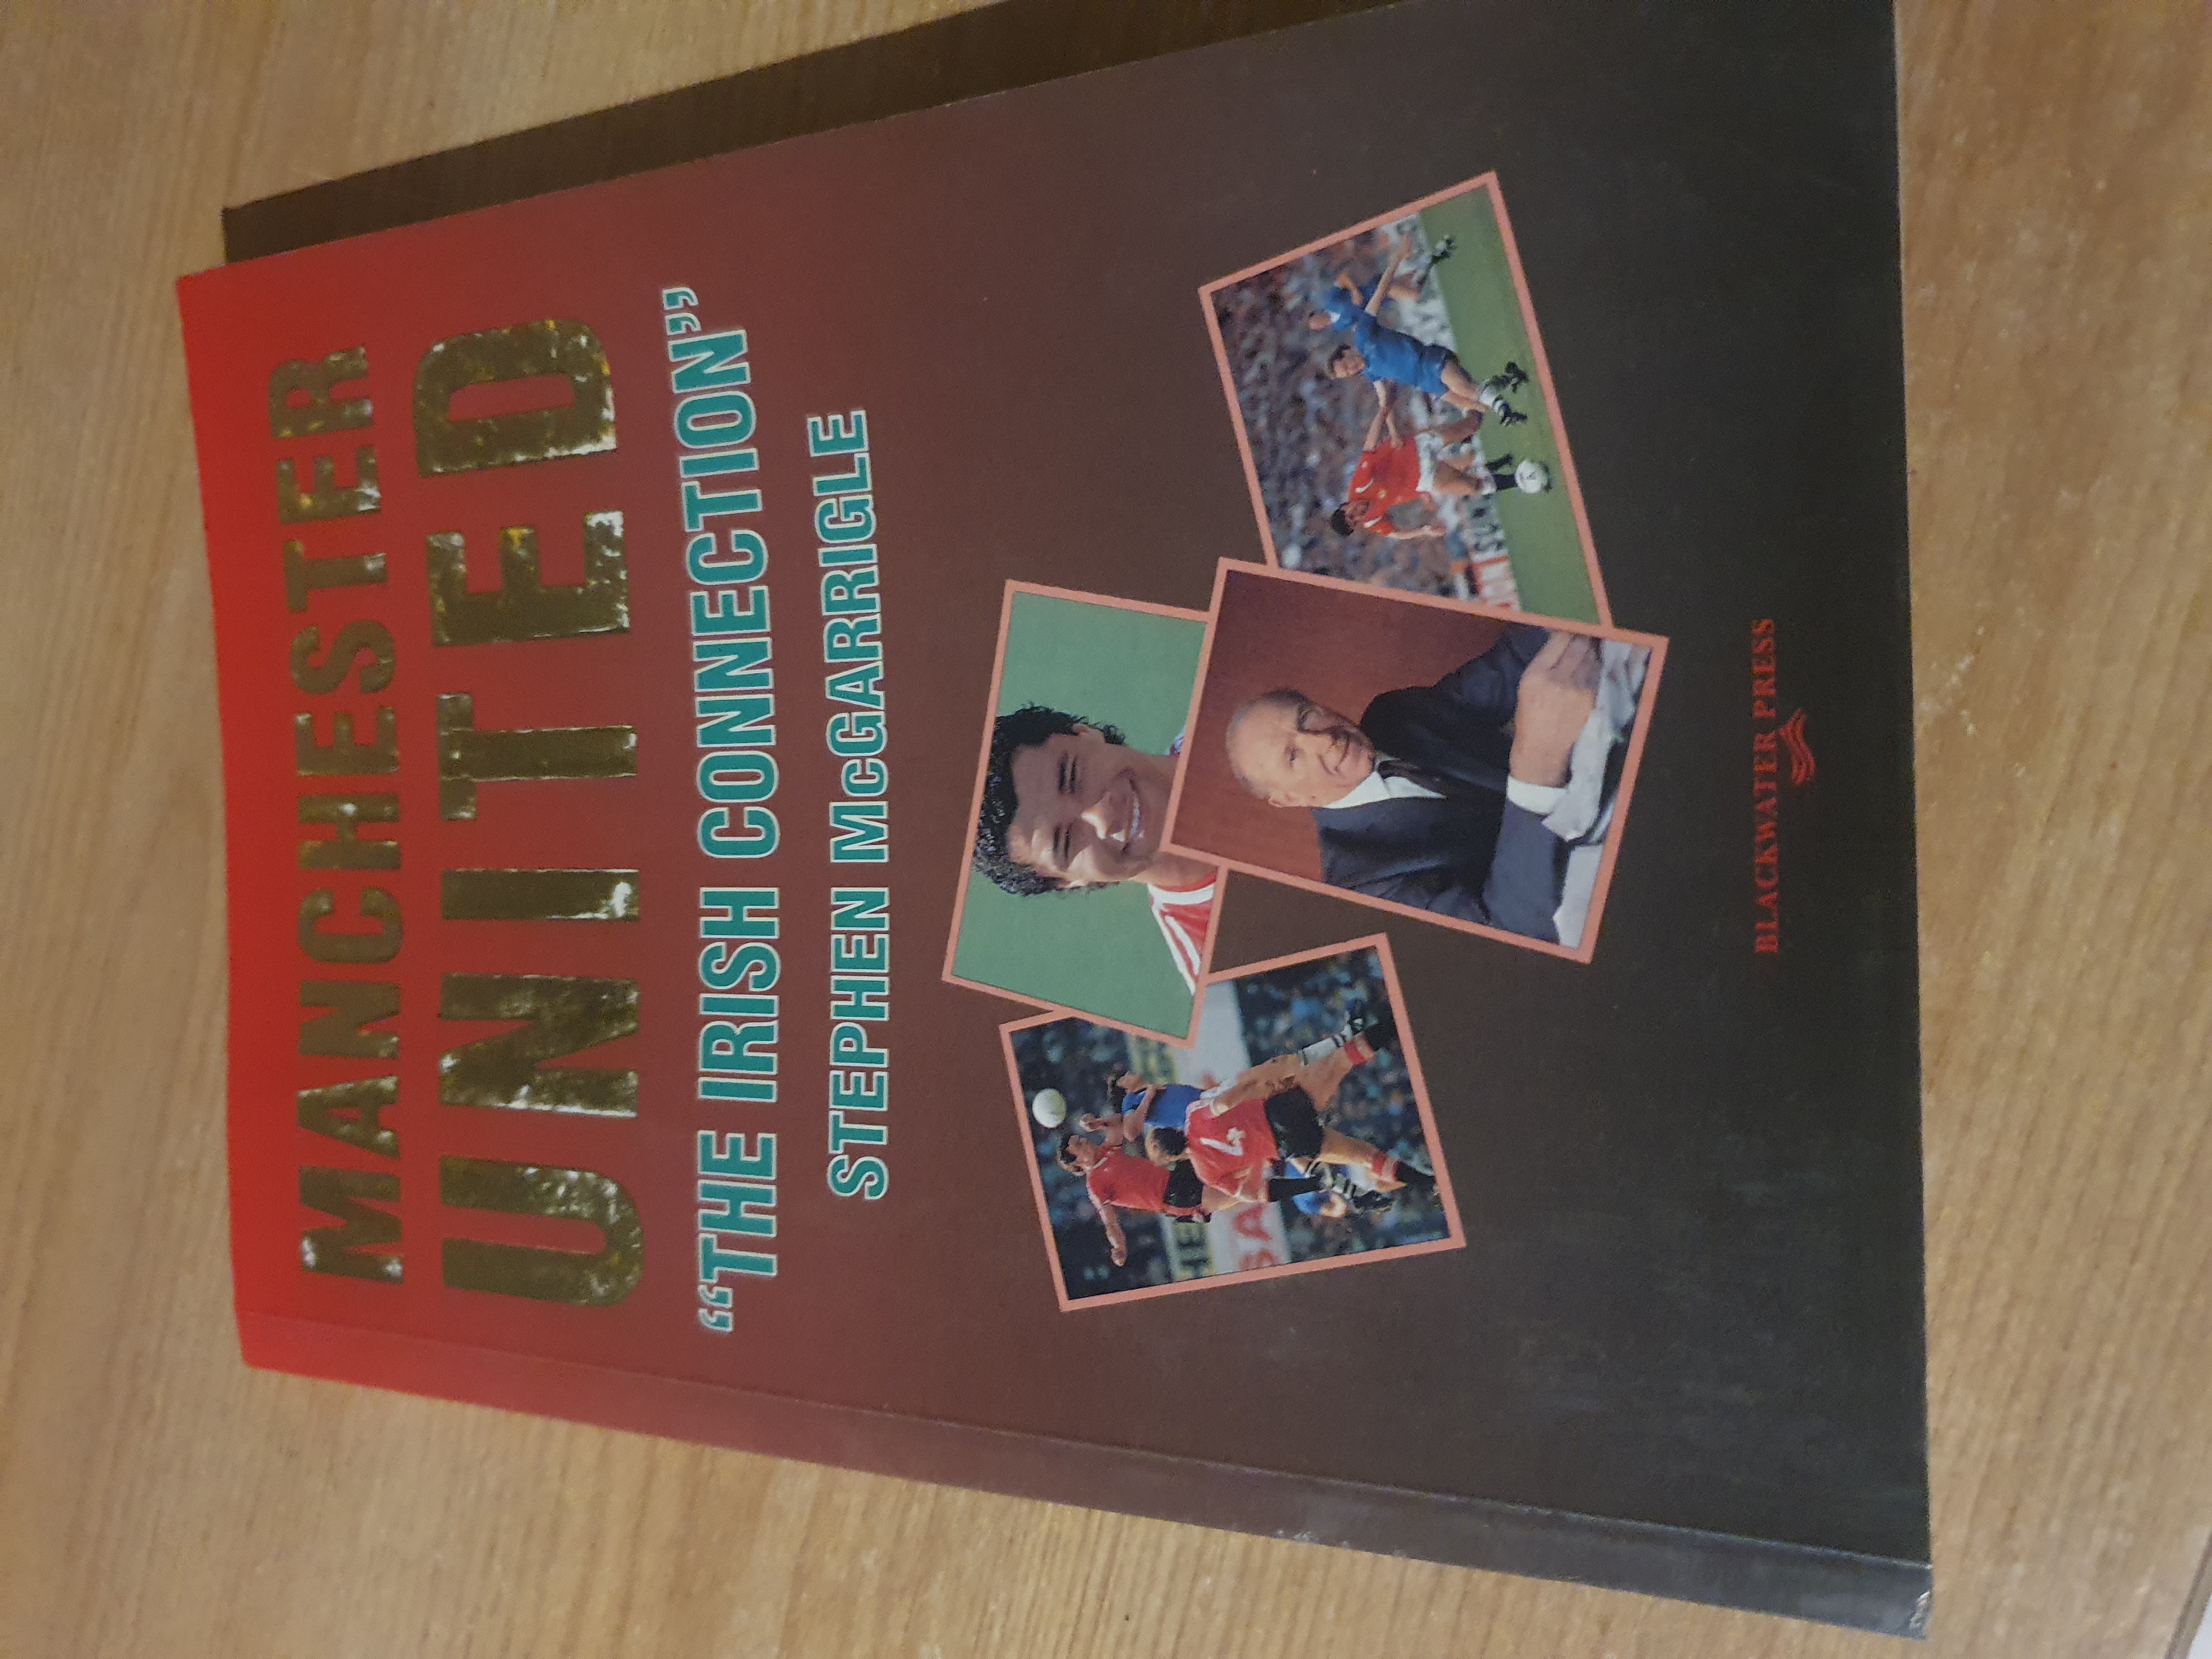 MANCHESTER
UNITED
“THE IRISH CONNECTION”
STEPHEN McGARRIGLE
BLACKWATER PRESS